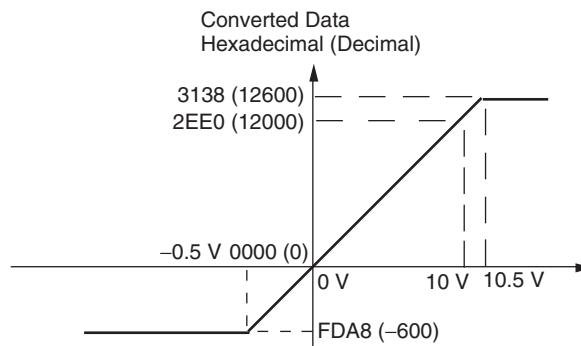 Converted Data
Hexadecimal (Decimal)
3138 (12600)
2EE0 (12000)
−0.5 V 0000 (0)
0 V
10 V
10.5 V
FDA8 (−600)